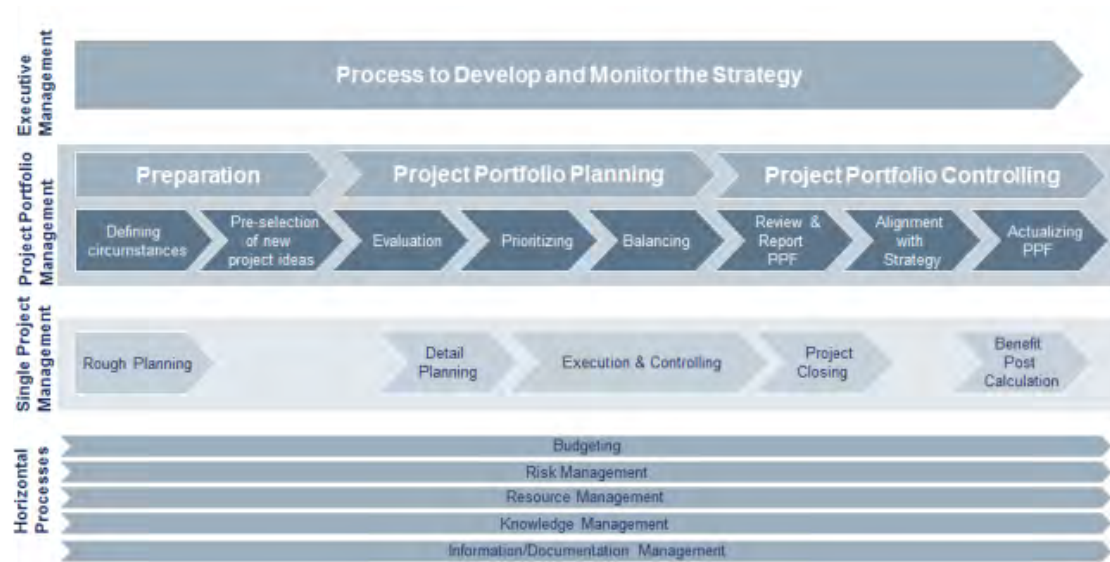 Executive
Management
Process to Develop and Monitor the Strategy
Project Portfolio
Management
Preparation
Project Portfolio Planning
Project Portfolio Controlling
Defining
circumstances
Pre-selection
of new
project ideas
Evaluation
Prioritizing
Balancing
Review &
Report
PPF
Alignment
with
Strategy
Actualizing
PPF
Single Project
Management
Rough Planning
Detail
Planning
Execution & Controlling
Project
Closing
Benefit
Post
Calculation
Horizontal
Processes
Budgeting
Risk Management
Resource Management
Knowledge Management
Information/Documentation Management